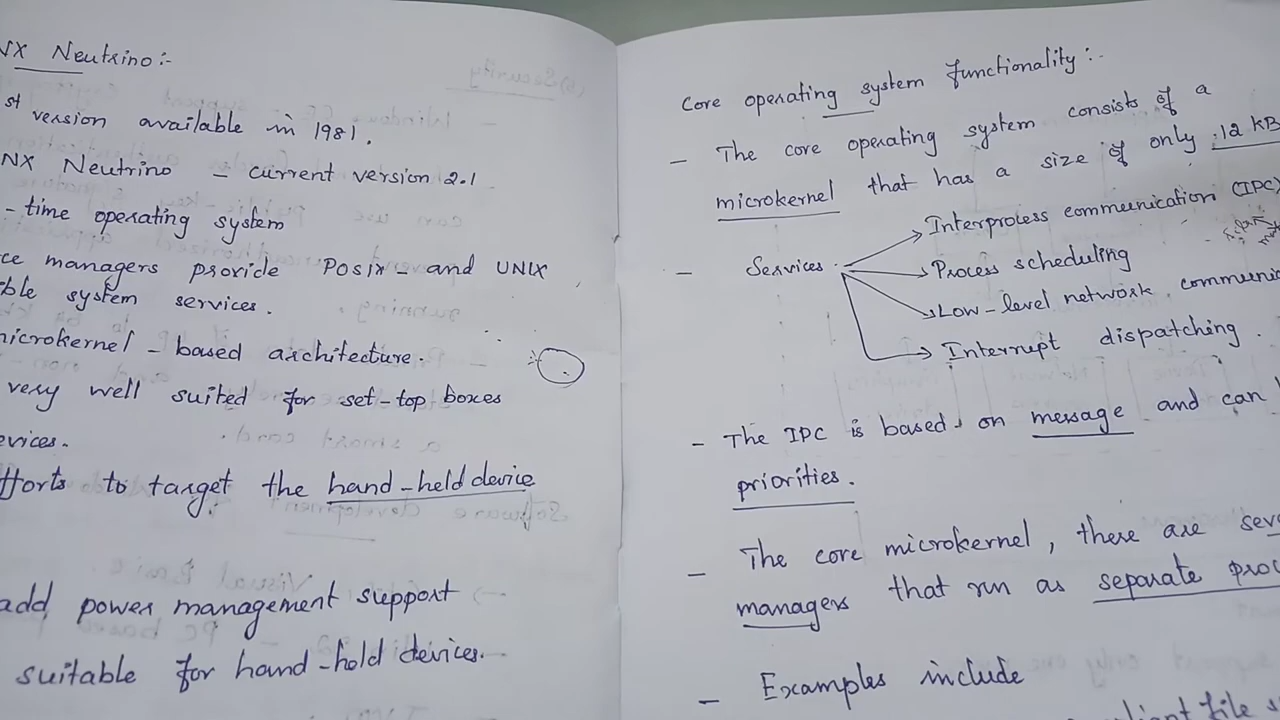 NX Neutrino:-
st version available in 1981.
NX Neutrino - current version 2.1
- time operating system
ce managers provide Posix- and UNIX
ble system services.
microkernel - based architecture.
very well suited for set-top boxes
evices.
fforts to target the hand-held device
add power management support
suitable for hand-held devices.
Core operating system functionality:-
- The core operating system consists of a
microkernel that has a size of only 12 kB
- Services
Interprocess communication (IPC)
Process scheduling
Low-level network communic
Interrupt dispatching.
- The IPC is based on message and can
priorities.
- The core microkernel, there are seve
managers that run as separate proc
- Examples include